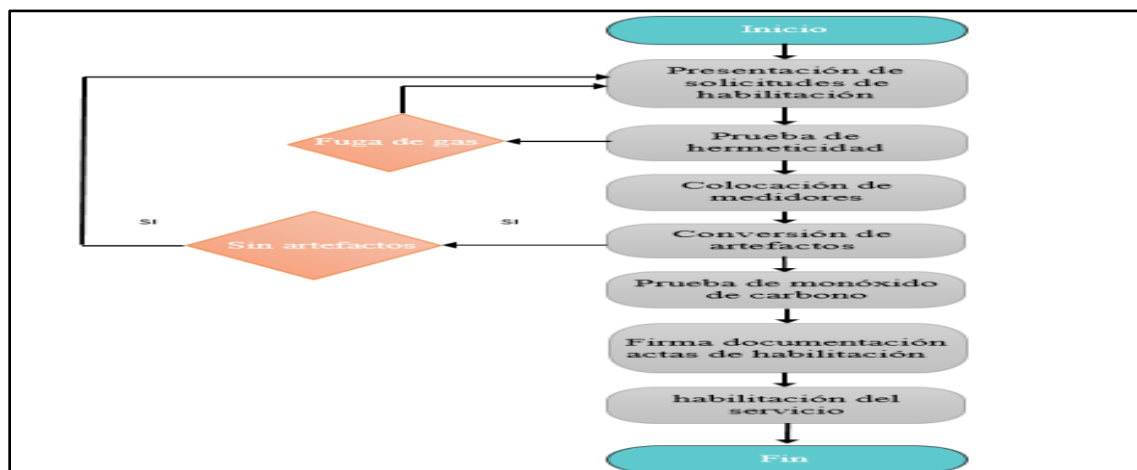 Inicio
Presentación de
solicitudes de
habilitación
Fuga de gas
Prueba de
hermeticidad
Colocación de
medidores
SI
SI
Sin artefactos
Conversión de
artefactos
Prueba de monóxido
de carbono
Firma documentación
actas de habilitación
habilitación del
servicio
Fin